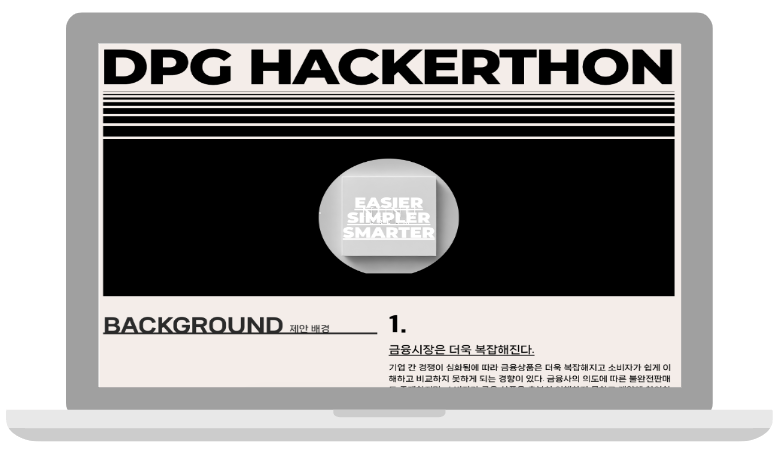 DPG HACKERTHON
EASIER
SIMPLER
SMARTER
BACKGROUND 제안 배경
1.
금융시장은 더욱 복잡해진다.
기업 간 경쟁이 심화됨에 따라 금융상품은 더욱 복잡해지고 소비자가 쉽게 이
해하고 비교하지 못하게 되는 경향이 있다. 금융사의 의도에 따른 불완전판매